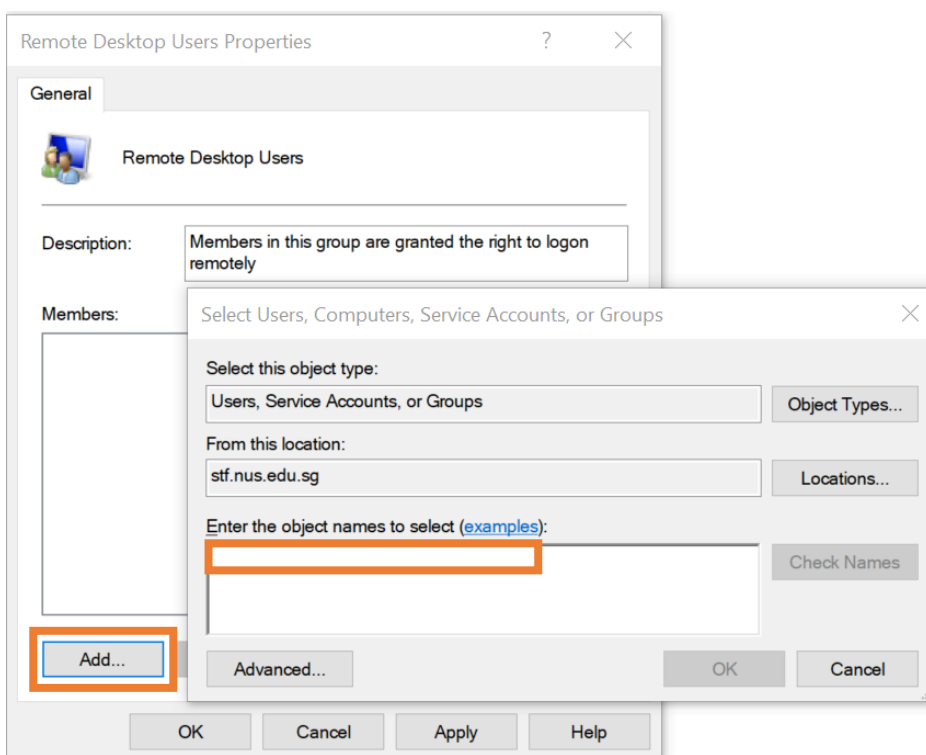 Remote Desktop Users Properties
?
General
Remote Desktop Users
Description:
Members in this group are granted the right to logon
remotely
Members:
Select Users, Computers, Service Accounts, or Groups
Select this object type:
Users, Service Accounts, or Groups
Object Types...
From this location:
stf.nus.edu.sg
Locations...
Enter the object names to select (examples):
Check Names
Add...
Advanced...
OK
Cancel
OK
Cancel
Apply
Help